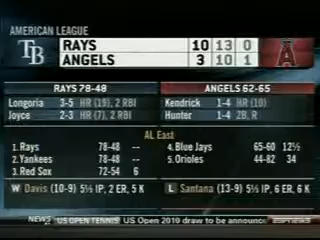 AMERICAN LEAGUE
TB RAYS 10 13 0 A
ANGELS 3 10 1
RAYS 78-48 ANGELS 62-65
Longoria 3-5 HR (19), 2 RBI Kendrick 1-4 HR (10)
Joyce 2-3 HR (7), 2 RBI Hunter 1-4 2B, R
AL East
1. Rays 78-48 -- 4. Blue Jays 65-60 12½
2. Yankees 78-48 -- 5. Orioles 44-82 34
3. Red Sox 72-54 6
W Davis (10-9) 5⅓ IP, 2 ER, 5 K L Santana (13-9) 5⅓ IP, 6 ER, 6 K
NEWS US OPEN TENNIS US Open 2010 draw to be announc ESPNEWS